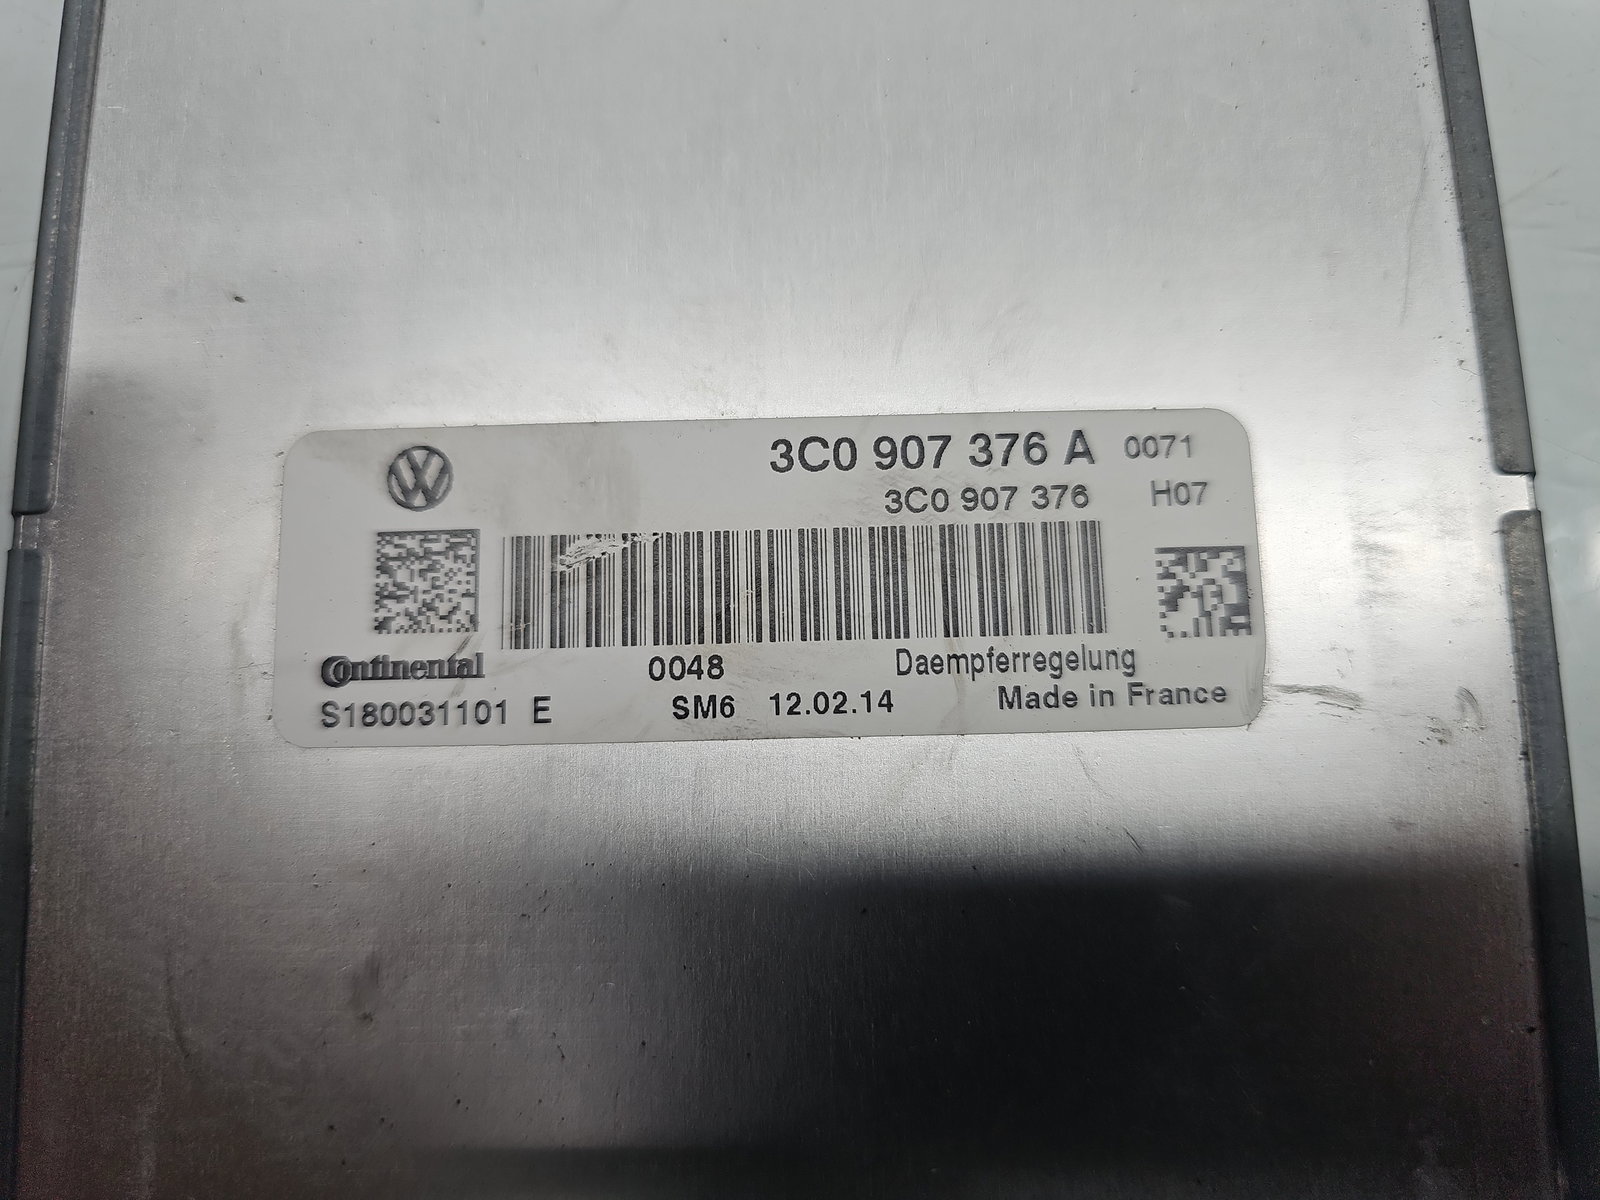 3C0 907 376 A 0071
3C0 907 376 H07
Continental 0048 Daempferregelung
S180031101 E SM6 12.02.14 Made in France